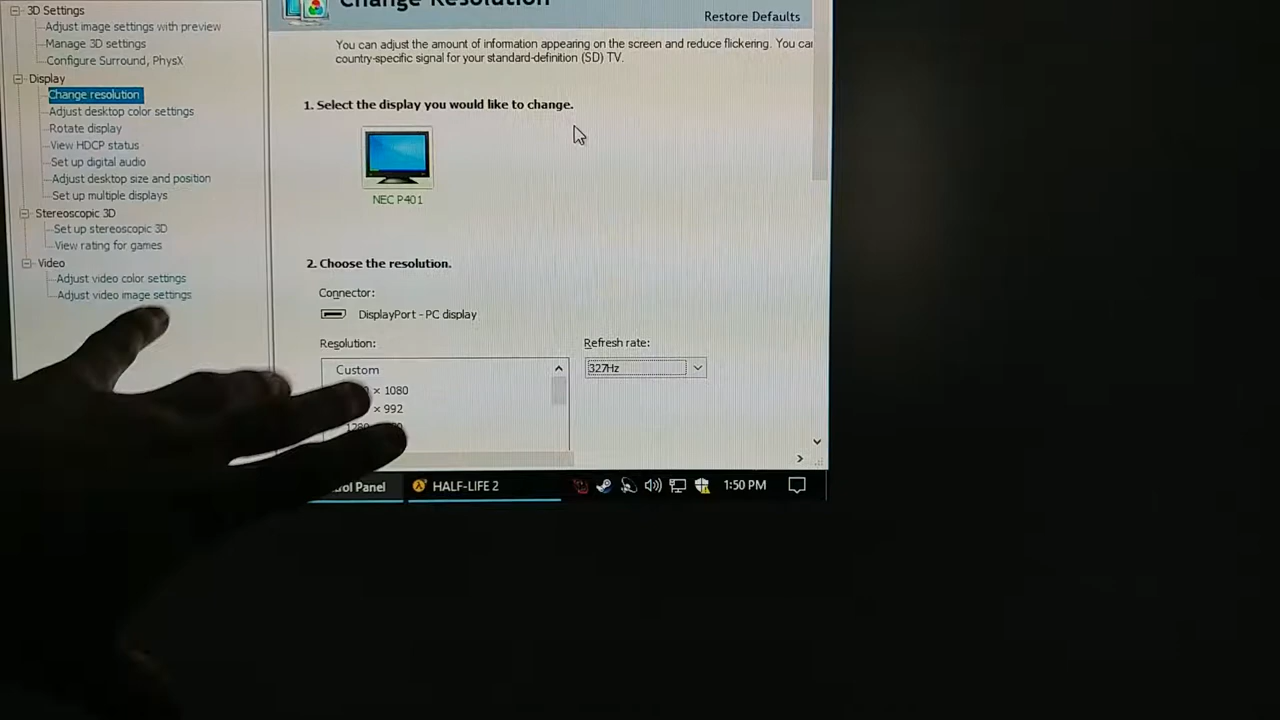 3D Settings
Adjust image settings with preview
Manage 3D settings
Configure Surround, PhysX
Display
Change resolution
Adjust desktop color settings
Rotate display
View HDCP status
Set up digital audio
Adjust desktop size and position
Set up multiple displays
Stereoscopic 3D
Set up stereoscopic 3D
View rating for games
Video
Adjust video color settings
Adjust video image settings
Change Resolution
Restore Defaults
You can adjust the amount of information appearing on the screen and reduce flickering. You can
country-specific signal for your standard-definition (SD) TV.
1. Select the display you would like to change.
NEC P401
2. Choose the resolution.
Connector:
DisplayPort - PC display
Resolution:
Refresh rate:
Custom
327Hz
× 1080
× 992
Panel
HALF-LIFE 2
1:50 PM